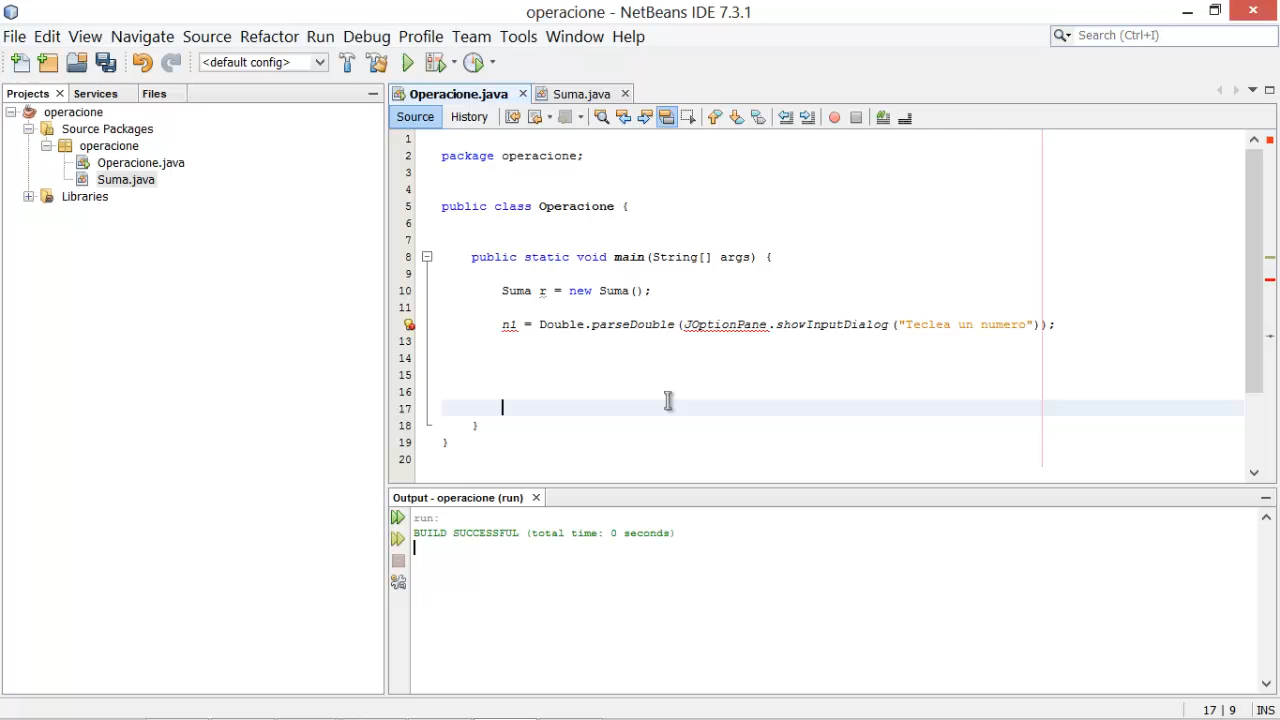 operacione - NetBeans IDE 7.3.1
File Edit View Navigate Source Refactor Run Debug Profile Team Tools Window Help
Search (Ctrl+I)
<default config>
Projects Services Files
Operacione.java Suma.java
operacione
Source Packages
operacione
Operacione.java
Suma.java
Libraries
Source History
1
2 package operacione;
3
4
5 public class Operacione {
6
7
8 public static void main(String[] args) {
9
10 Suma r = new Suma();
11
n1 = Double.parseDouble(JOptionPane.showInputDialog("Teclea un numero"));
13
14
15
16
17
18 }
19 }
20
Output - operacione (run)
run:
BUILD SUCCESSFUL (total time: 0 seconds)
17 | 9 INS